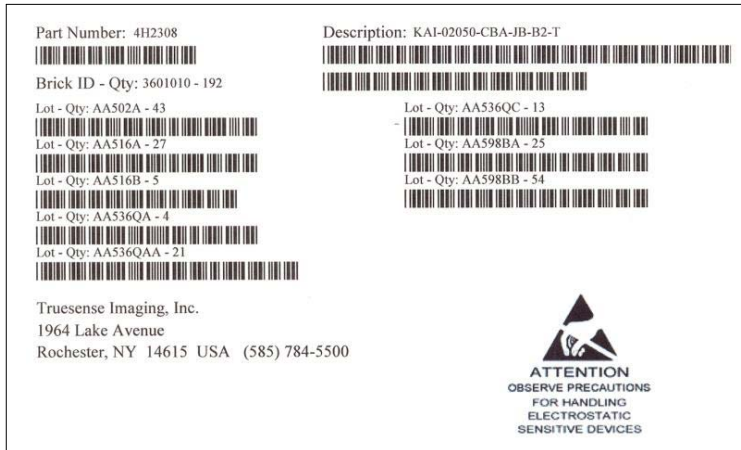 Part Number: 4H2308
Description: KAI-02050-CBA-JB-B2-T
Brick ID - Qty: 3601010 - 192
Lot - Qty: AA502A - 43
Lot - Qty: AA516A - 27
Lot - Qty: AA516B - 5
Lot - Qty: AA536QA - 4
Lot - Qty: AA536QAA - 21
Lot - Qty: AA536QC - 13
Lot - Qty: AA598BA - 25
Lot - Qty: AA598BB - 54
Truesense Imaging, Inc.
1964 Lake Avenue
Rochester, NY 14615 USA (585) 784-5500
ATTENTION
OBSERVE PRECAUTIONS
FOR HANDLING
ELECTROSTATIC
SENSITIVE DEVICES